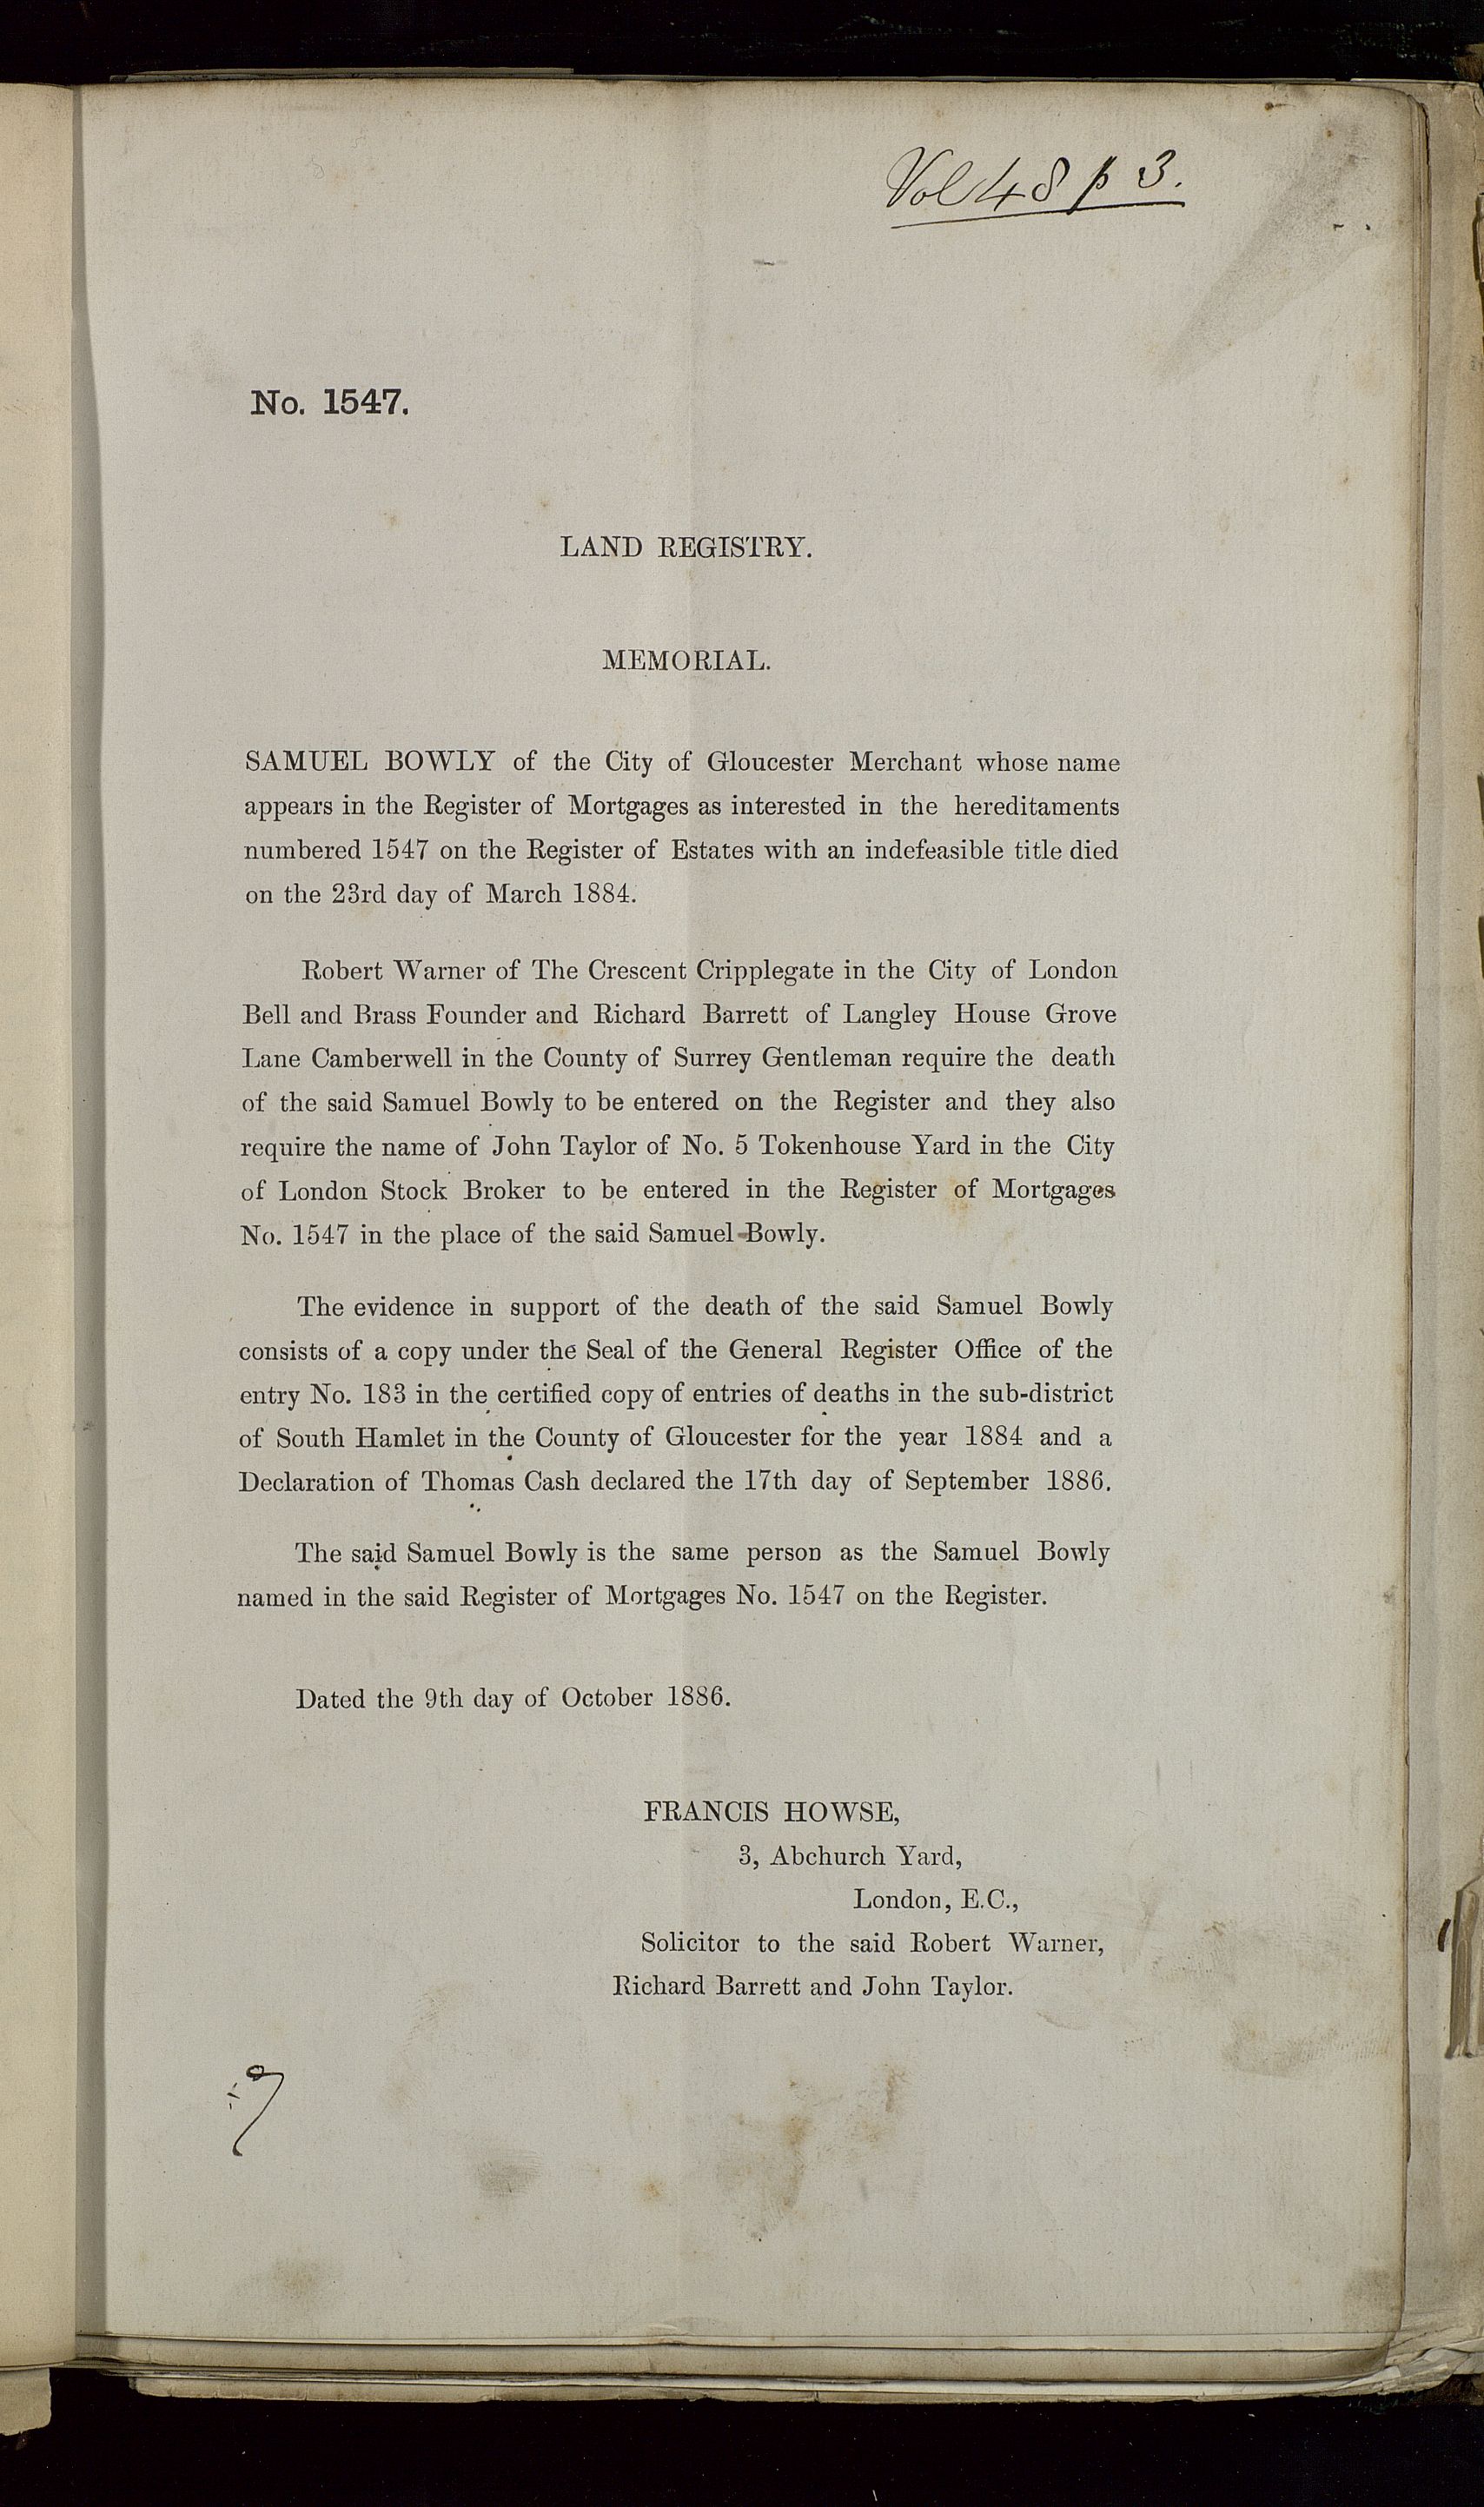 Vol 48 p 3.
No. 1547.
LAND REGISTRY.
MEMORIAL.
SAMUEL BOWLY of the City of Gloucester Merchant whose name
appears in the Register of Mortgages as interested in the hereditaments
numbered 1547 on the Register of Estates with an indefeasible title died
on the 23rd day of March 1884.
Robert Warner of The Crescent Cripplegate in the City of London
Bell and Brass Founder and Richard Barrett of Langley House Grove
Lane Camberwell in the County of Surrey Gentleman require the death
of the said Samuel Bowly to be entered on the Register and they also
require the name of John Taylor of No. 5 Tokenhouse Yard in the City
of London Stock Broker to be entered in the Register of Mortgages
No. 1547 in the place of the said Samuel Bowly.
The evidence in support of the death of the said Samuel Bowly
consists of a copy under the Seal of the General Register Office of the
entry No. 183 in the certified copy of entries of deaths in the sub-district
of South Hamlet in the County of Gloucester for the year 1884 and a
Declaration of Thomas Cash declared the 17th day of September 1886.
The said Samuel Bowly is the same person as the Samuel Bowly
named in the said Register of Mortgages No. 1547 on the Register.
Dated the 9th day of October 1886.
FRANCIS HOWSE,
3, Abchurch Yard,
London, E.C.,
Solicitor to the said Robert Warner,
Richard Barrett and John Taylor.